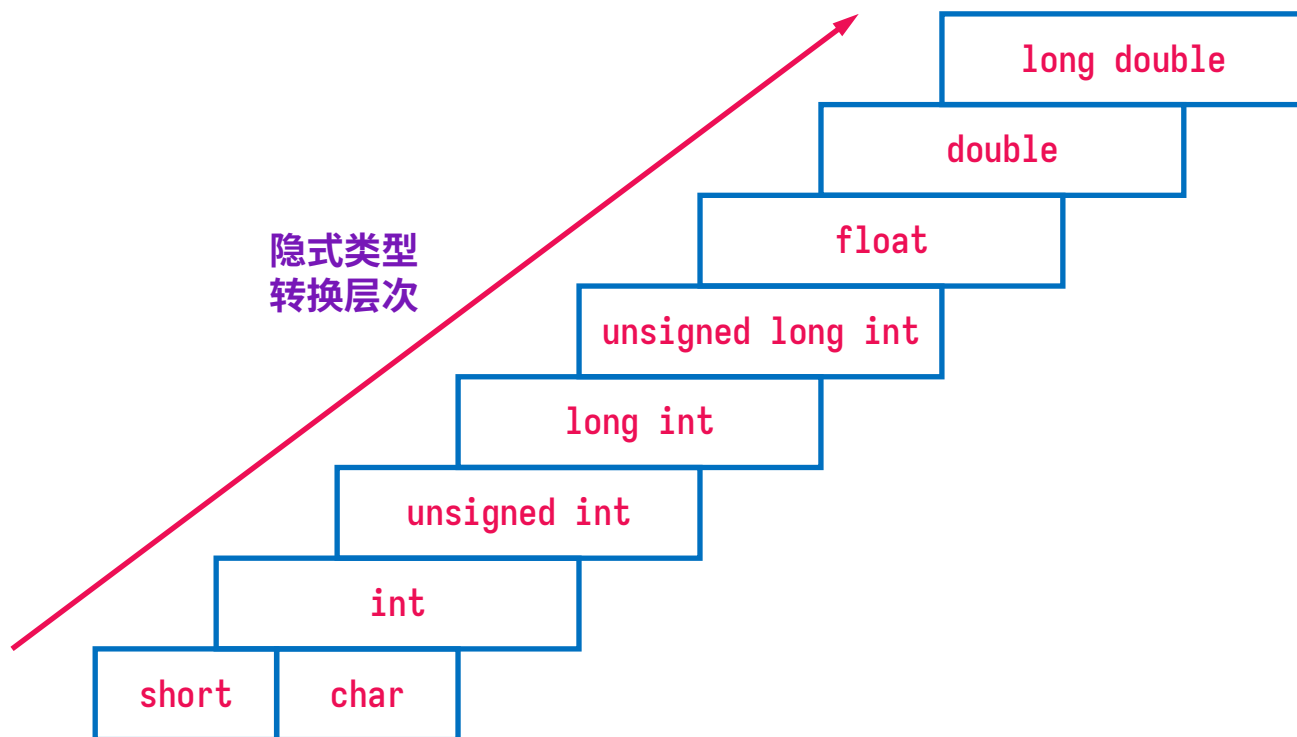 long double
double
float
隐式类型
转换层次
unsigned long int
long int
unsigned int
int
short
char